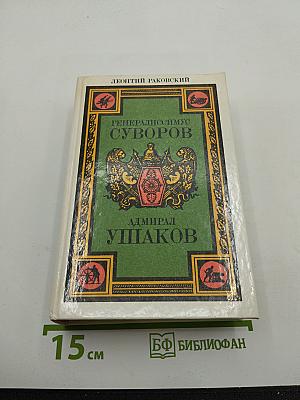 ЛЕОНТИЙ РАКОВСКИЙ
ГЕНЕРАЛИССИМУС
СУВОРОВ
АДМИРАЛ
УШАКОВ
15 см
БФ БИБЛИОФАН